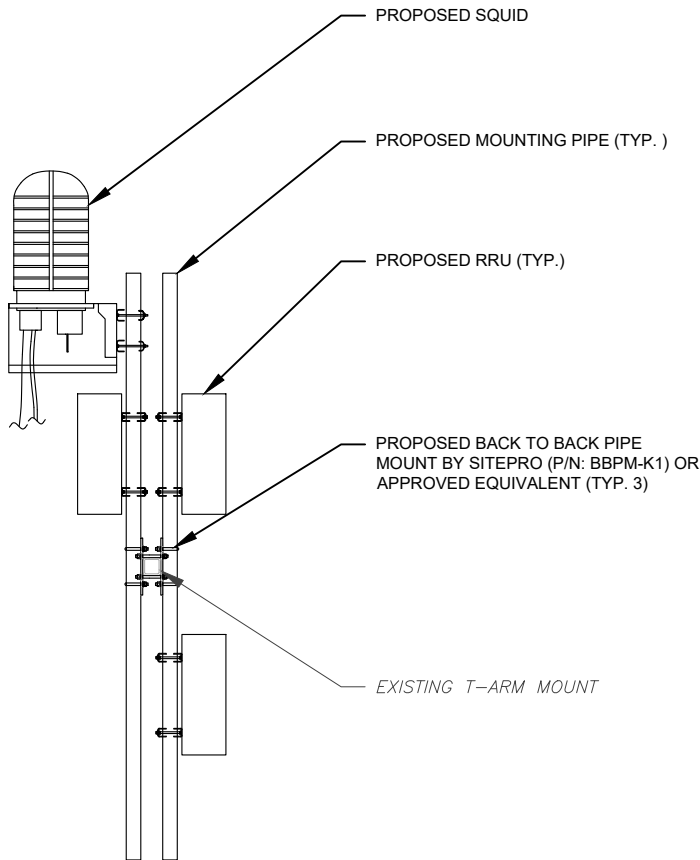 PROPOSED SQUID
PROPOSED MOUNTING PIPE (TYP. )
PROPOSED RRU (TYP.)
PROPOSED BACK TO BACK PIPE
MOUNT BY SITEPRO (P/N: BBPM-K1) OR
APPROVED EQUIVALENT (TYP. 3)
EXISTING T-ARM MOUNT